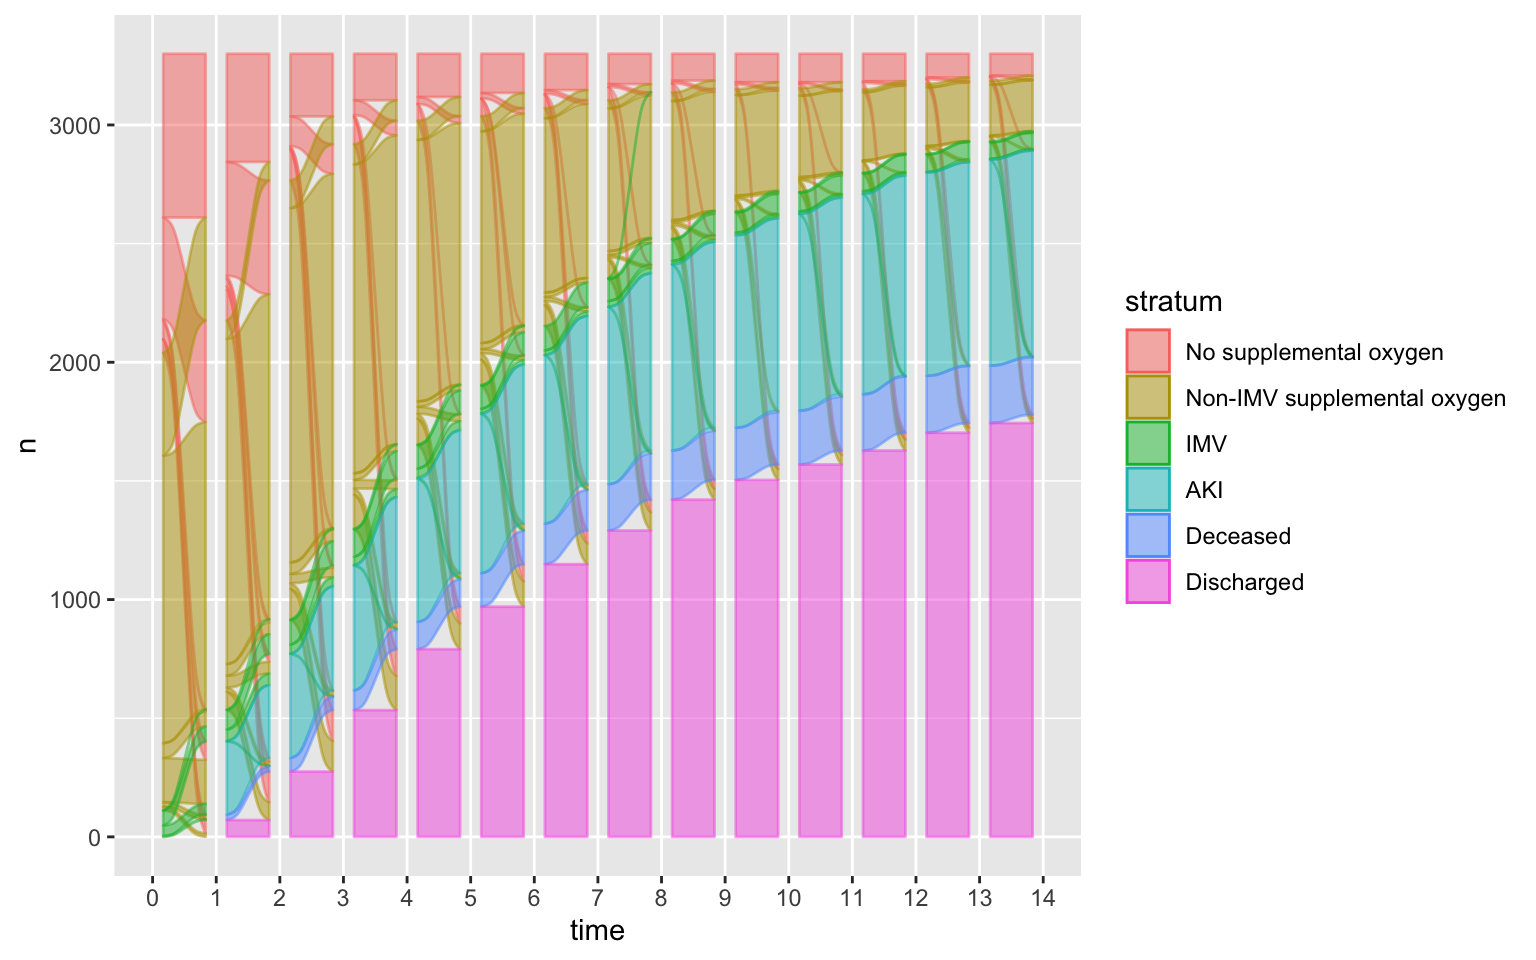 3000
2000
1000
0
n
0 1 2 3 4 5 6 7 8 9 10 11 12 13 14
time
stratum
No supplemental oxygen
Non-IMV supplemental oxygen
IMV
AKI
Deceased
Discharged